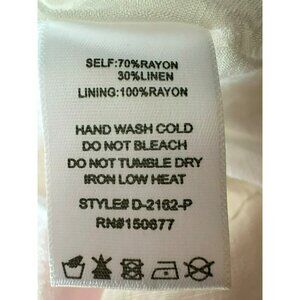 SELF:70%RAYON
30%LINEN
LINING:100%RAYON
HAND WASH COLD
DO NOT BLEACH
DO NOT TUMBLE DRY
IRON LOW HEAT
STYLE# D-2162-P
RN#150677